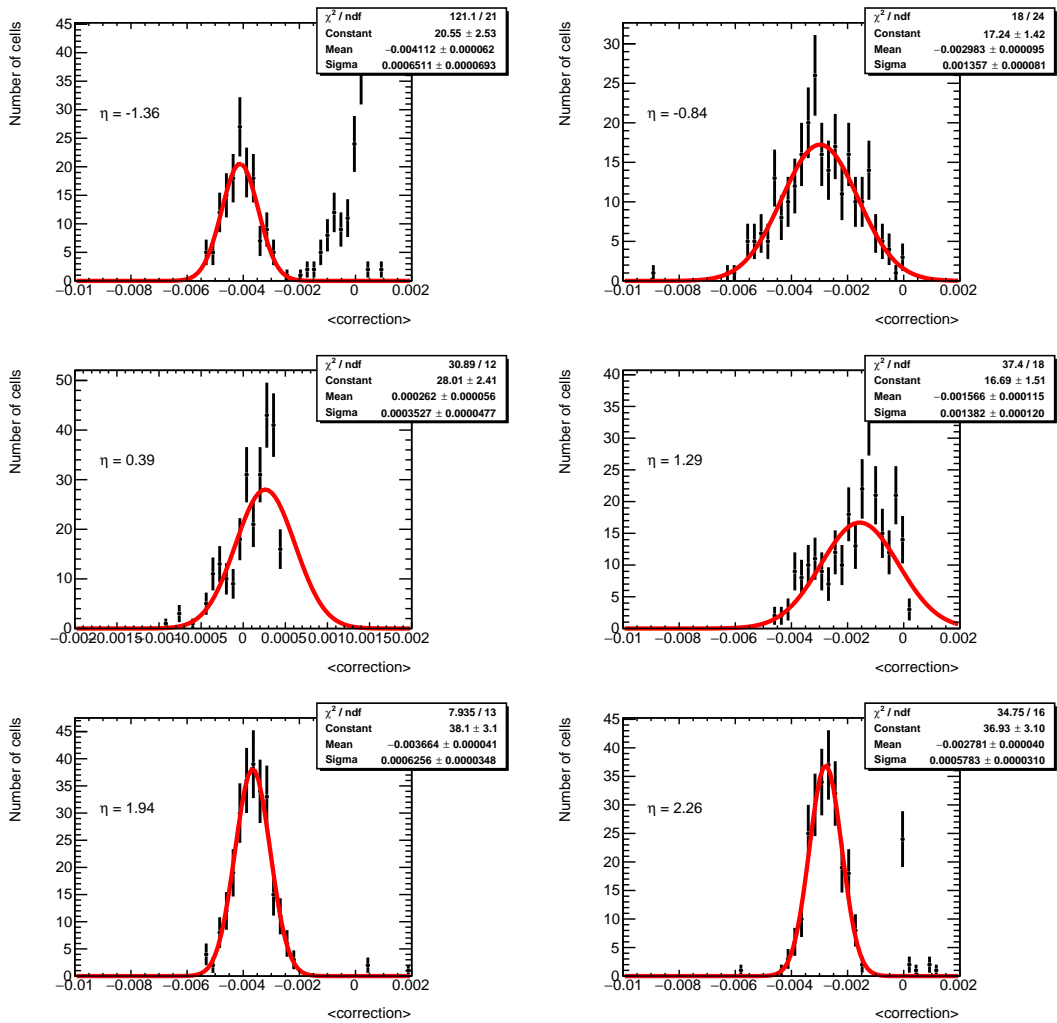 χ² / ndf 121.1 / 21
Constant 20.55 ± 2.53
Mean −0.004112 ± 0.000062
Sigma 0.0006511 ± 0.0000693
Number of cells
η = -1.36
45
40
35
30
25
20
15
10
5
0
−0.01 −0.008 −0.006 −0.004 −0.002 0 0.002
<correction>
χ² / ndf 18 / 24
Constant 17.24 ± 1.42
Mean −0.002983 ± 0.000095
Sigma 0.001357 ± 0.000081
Number of cells
η = -0.84
30
25
20
15
10
5
0
−0.01 −0.008 −0.006 −0.004 −0.002 0 0.002
<correction>
χ² / ndf 30.89 / 12
Constant 28.01 ± 2.41
Mean 0.000262 ± 0.000056
Sigma 0.0003527 ± 0.0000477
Number of cells
η = 0.39
50
40
30
20
10
0
0 0.0005 0.002
<correction>
χ² / ndf 37.4 / 18
Constant 16.69 ± 1.51
Mean −0.001566 ± 0.000115
Sigma 0.001382 ± 0.000120
Number of cells
η = 1.29
40
35
30
25
20
15
10
5
0
−0.01 −0.008 −0.006 −0.004 −0.002 0 0.002
<correction>
χ² / ndf 7.935 / 13
Constant 38.1 ± 3.1
Mean −0.003664 ± 0.000041
Sigma 0.0006256 ± 0.0000348
Number of cells
η = 1.94
45
40
35
30
25
20
15
10
5
0
−0.01 −0.008 −0.006 −0.004 −0.002 0 0.002
<correction>
χ² / ndf 34.75 / 16
Constant 36.93 ± 3.10
Mean −0.002781 ± 0.000040
Sigma 0.0005783 ± 0.0000310
Number of cells
η = 2.26
45
40
35
30
25
20
15
10
5
0
−0.01 −0.008 −0.006 −0.004 −0.002 0 0.002
<correction>